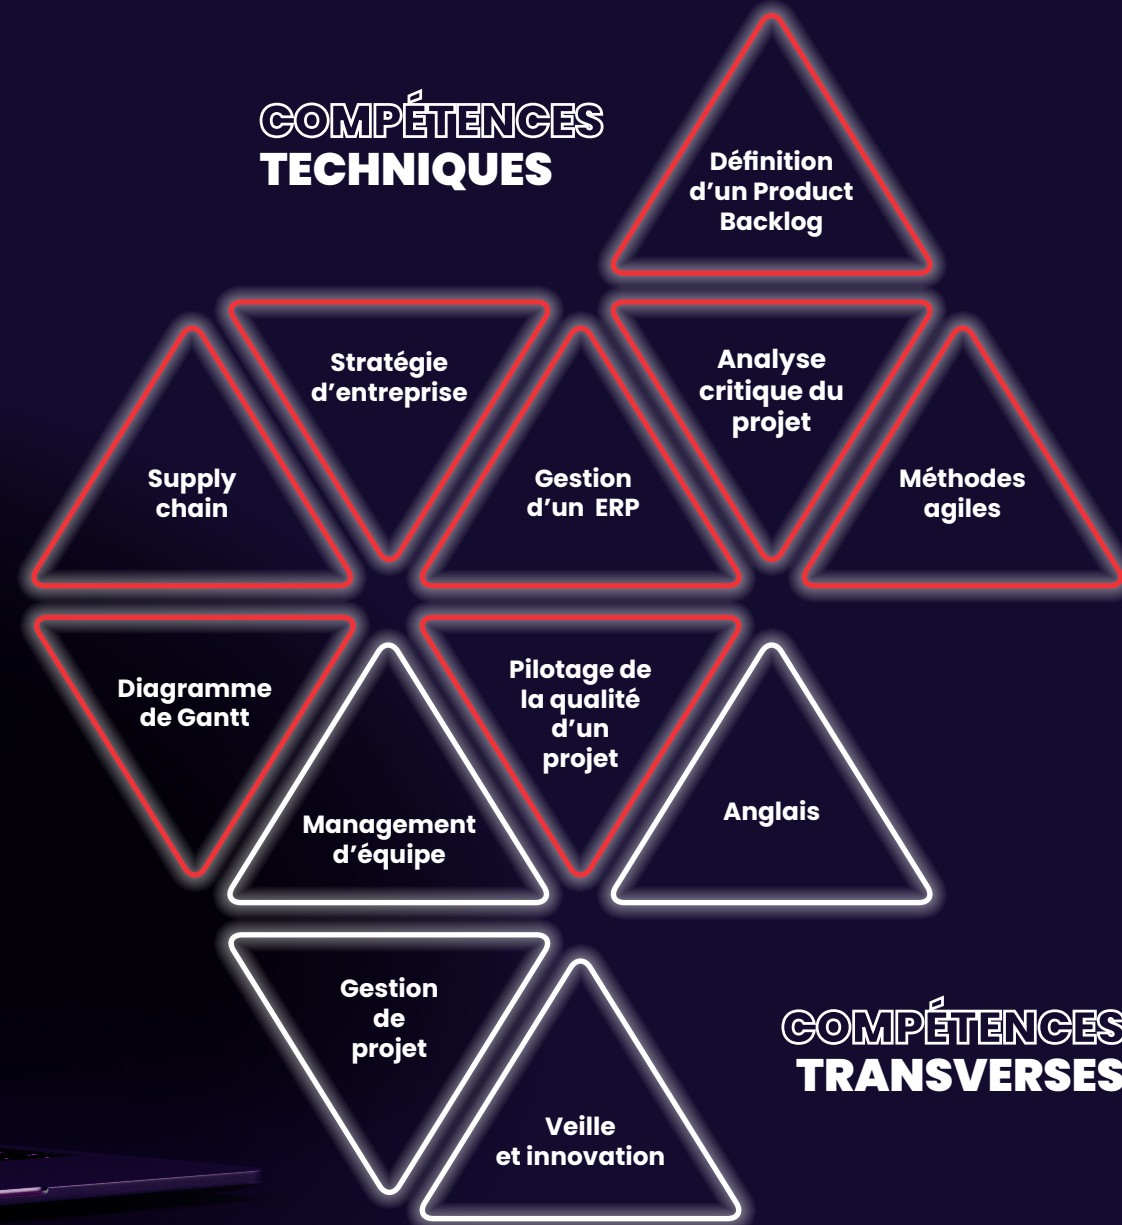 COMPÉTENCES
TECHNIQUES
Définition
d’un Product
Backlog
Stratégie
d’entreprise
Analyse
critique du
projet
Supply
chain
Gestion
d’un ERP
Méthodes
agiles
Diagramme
de Gantt
Pilotage de
la qualité
d’un
projet
Management
d’équipe
Anglais
Gestion
de
projet
Veille
et innovation
COMPÉTENCES
TRANSVERSES